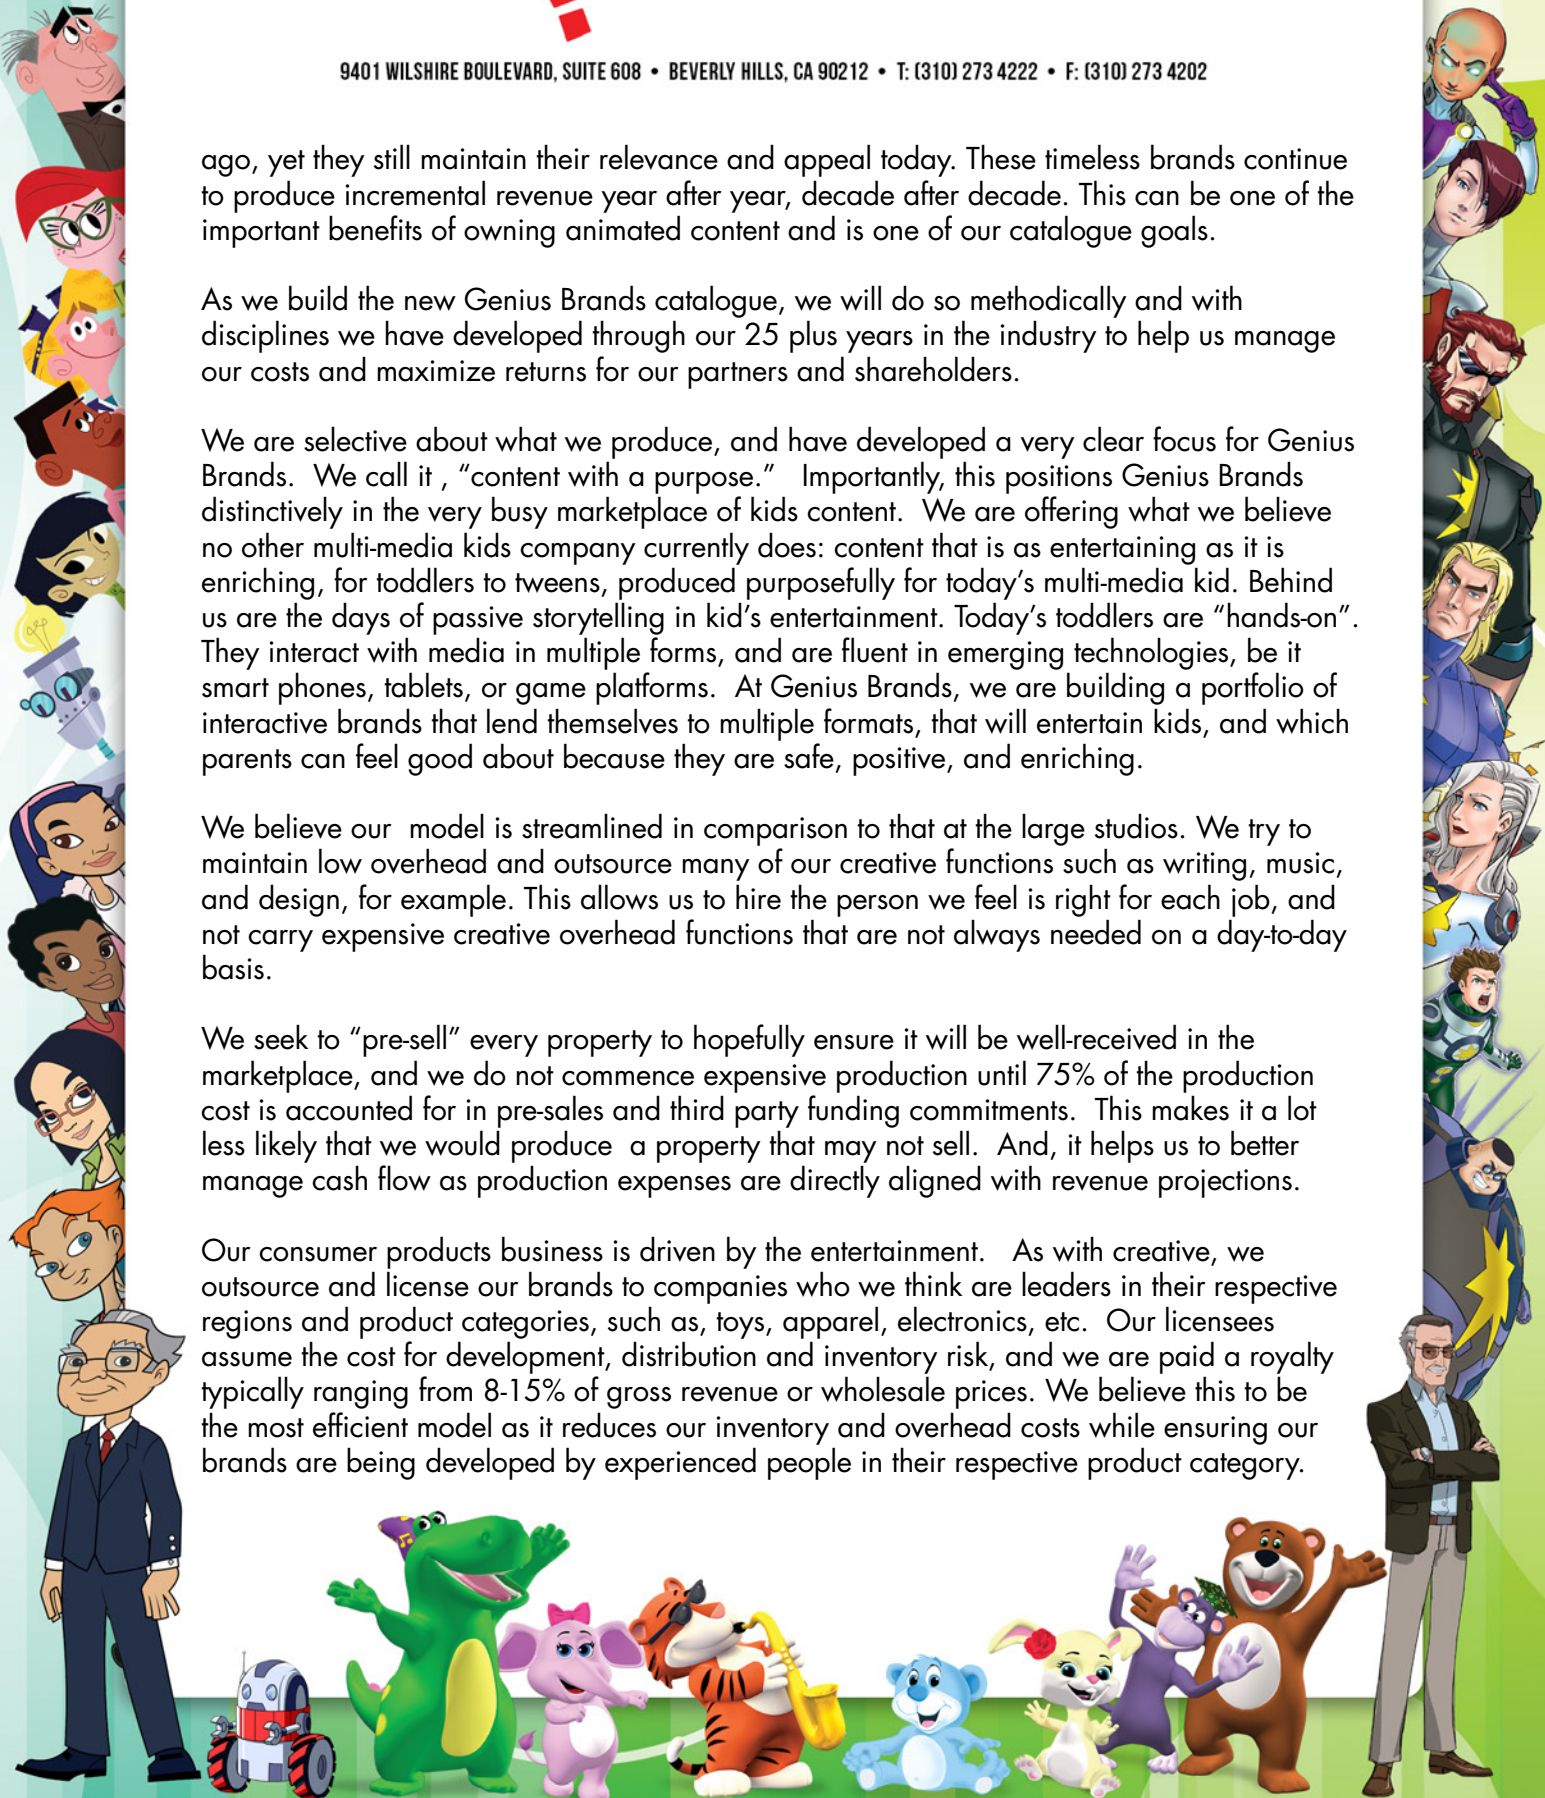 9401 WILSHIRE BOULEVARD, SUITE 608 • BEVERLY HILLS, CA 90212 • T: (310) 273 4222 • F: (310) 273 4202
ago, yet they still maintain their relevance and appeal today. These timeless brands continue
to produce incremental revenue year after year, decade after decade. This can be one of the
important benefits of owning animated content and is one of our catalogue goals.
As we build the new Genius Brands catalogue, we will do so methodically and with
disciplines we have developed through our 25 plus years in the industry to help us manage
our costs and maximize returns for our partners and shareholders.
We are selective about what we produce, and have developed a very clear focus for Genius
Brands.  We call it , “content with a purpose.”   Importantly, this positions Genius Brands
distinctively in the very busy marketplace of kids content.  We are offering what we believe
no other multi-media kids company currently does: content that is as entertaining as it is
enriching, for toddlers to tweens, produced purposefully for today’s multi-media kid. Behind
us are the days of passive storytelling in kid’s entertainment. Today’s toddlers are “hands-on”.
They interact with media in multiple forms, and are fluent in emerging technologies, be it
smart phones, tablets, or game platforms.  At Genius Brands, we are building a portfolio of
interactive brands that lend themselves to multiple formats, that will entertain kids, and which
parents can feel good about because they are safe, positive, and enriching.
We believe our  model is streamlined in comparison to that at the large studios. We try to
maintain low overhead and outsource many of our creative functions such as writing, music,
and design, for example. This allows us to hire the person we feel is right for each job, and
not carry expensive creative overhead functions that are not always needed on a day-to-day
basis.
We seek to “pre-sell” every property to hopefully ensure it will be well-received in the
marketplace, and we do not commence expensive production until 75% of the production
cost is accounted for in pre-sales and third party funding commitments.  This makes it a lot
less likely that we would produce  a property that may not sell.  And, it helps us to better
manage cash flow as production expenses are directly aligned with revenue projections.
Our consumer products business is driven by the entertainment.   As with creative, we
outsource and license our brands to companies who we think are leaders in their respective
regions and product categories, such as, toys, apparel, electronics, etc.  Our licensees
assume the cost for development, distribution and inventory risk, and we are paid a royalty
typically ranging from 8-15% of gross revenue or wholesale prices. We believe this to be
the most efficient model as it reduces our inventory and overhead costs while ensuring our
brands are being developed by experienced people in their respective product category.